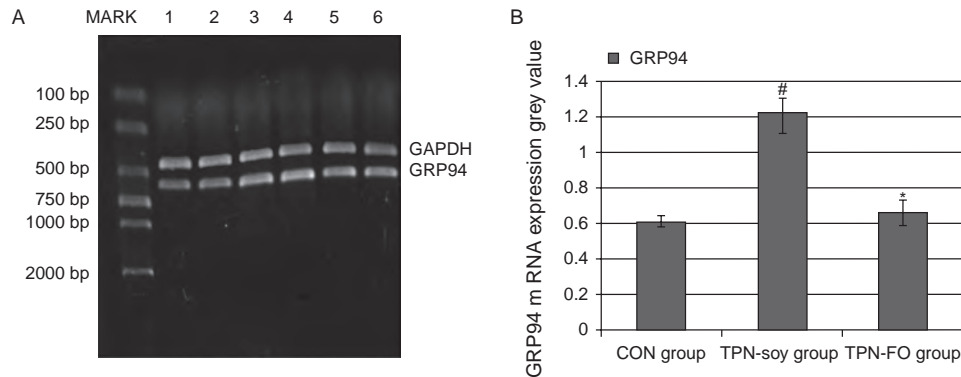 A
MARK 1 2 3 4 5 6
100 bp
250 bp
500 bp
750 bp
1000 bp
2000 bp
GAPDH
GRP94
B
GRP94
GRP94 m RNA expression grey value
1.4
1.2
1
0.8
0.6
0.4
0.2
0
#
*
CON group TPN-soy group TPN-FO group